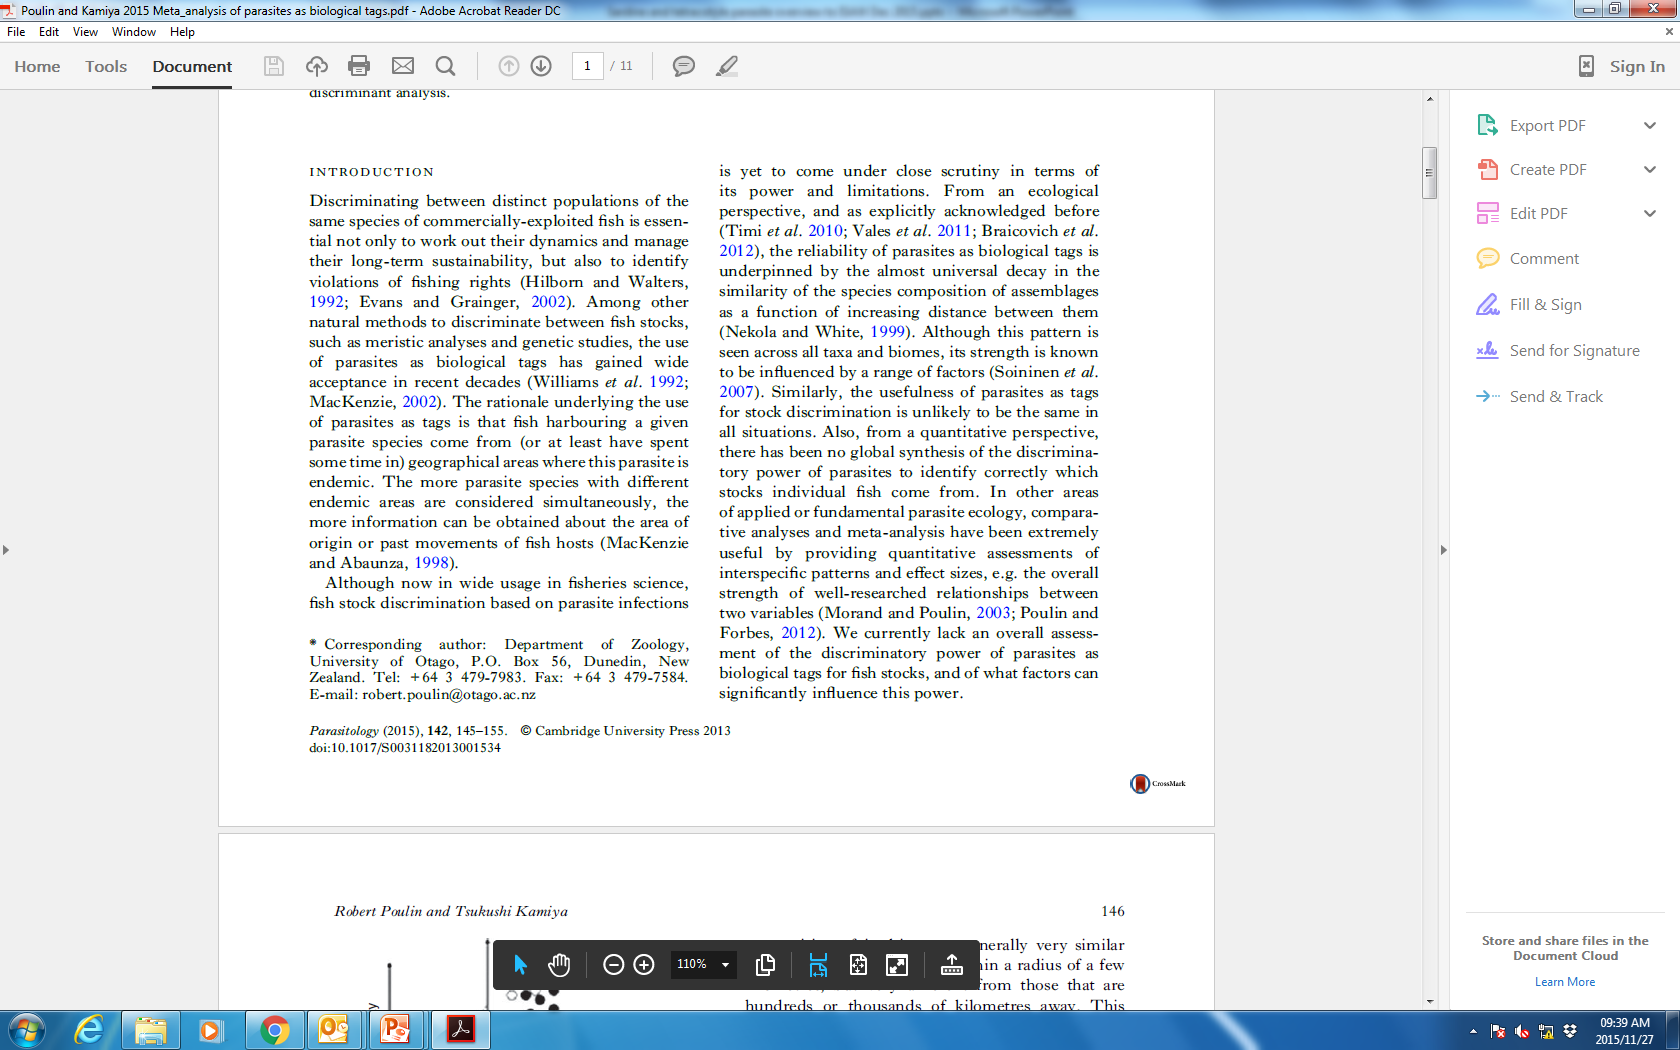 Poulin and Kamiya 2015 Meta_analysis of parasites as biological tags.pdf - Adobe Acrobat Reader DC
File Edit View Window Help
Home Tools Document 1 / 11 Sign In
discriminant analysis.
INTRODUCTION
Discriminating between distinct populations of the
same species of commercially-exploited fish is essen-
tial not only to work out their dynamics and manage
their long-term sustainability, but also to identify
violations of fishing rights (Hilborn and Walters,
1992; Evans and Grainger, 2002). Among other
natural methods to discriminate between fish stocks,
such as meristic analyses and genetic studies, the use
of parasites as biological tags has gained wide
acceptance in recent decades (Williams et al. 1992;
MacKenzie, 2002). The rationale underlying the use
of parasites as tags is that fish harbouring a given
parasite species come from (or at least have spent
some time in) geographical areas where this parasite is
endemic. The more parasite species with different
endemic areas are considered simultaneously, the
more information can be obtained about the area of
origin or past movements of fish hosts (MacKenzie
and Abaunza, 1998).
Although now in wide usage in fisheries science,
fish stock discrimination based on parasite infections
* Corresponding author: Department of Zoology,
University of Otago, P.O. Box 56, Dunedin, New
Zealand. Tel: +64 3 479-7983. Fax: +64 3 479-7584.
E-mail: robert.poulin@otago.ac.nz
is yet to come under close scrutiny in terms of
its power and limitations. From an ecological
perspective, and as explicitly acknowledged before
(Timi et al. 2010; Vales et al. 2011; Braicovich et al.
2012), the reliability of parasites as biological tags is
underpinned by the almost universal decay in the
similarity of the species composition of assemblages
as a function of increasing distance between them
(Nekola and White, 1999). Although this pattern is
seen across all taxa and biomes, its strength is known
to be influenced by a range of factors (Soininen et al.
2007). Similarly, the usefulness of parasites as tags
for stock discrimination is unlikely to be the same in
all situations. Also, from a quantitative perspective,
there has been no global synthesis of the discrimina-
tory power of parasites to identify correctly which
stocks individual fish come from. In other areas
of applied or fundamental parasite ecology, compara-
tive analyses and meta-analysis have been extremely
useful by providing quantitative assessments of
interspecific patterns and effect sizes, e.g. the overall
strength of well-researched relationships between
two variables (Morand and Poulin, 2003; Poulin and
Forbes, 2012). We currently lack an overall assess-
ment of the discriminatory power of parasites as
biological tags for fish stocks, and of what factors can
significantly influence this power.
Parasitology (2015), 142, 145–155. © Cambridge University Press 2013
doi:10.1017/S0031182013001534
CrossMark
Robert Poulin and Tsukushi Kamiya 146
y
nerally very similar
in a radius of a few
from those that are
hundreds or thousands of kilometres away. This
110%
Export PDF
Create PDF
Edit PDF
Comment
Fill & Sign
Send for Signature
Send & Track
Store and share files in the
Document Cloud
Learn More
09:39 AM
2015/11/27